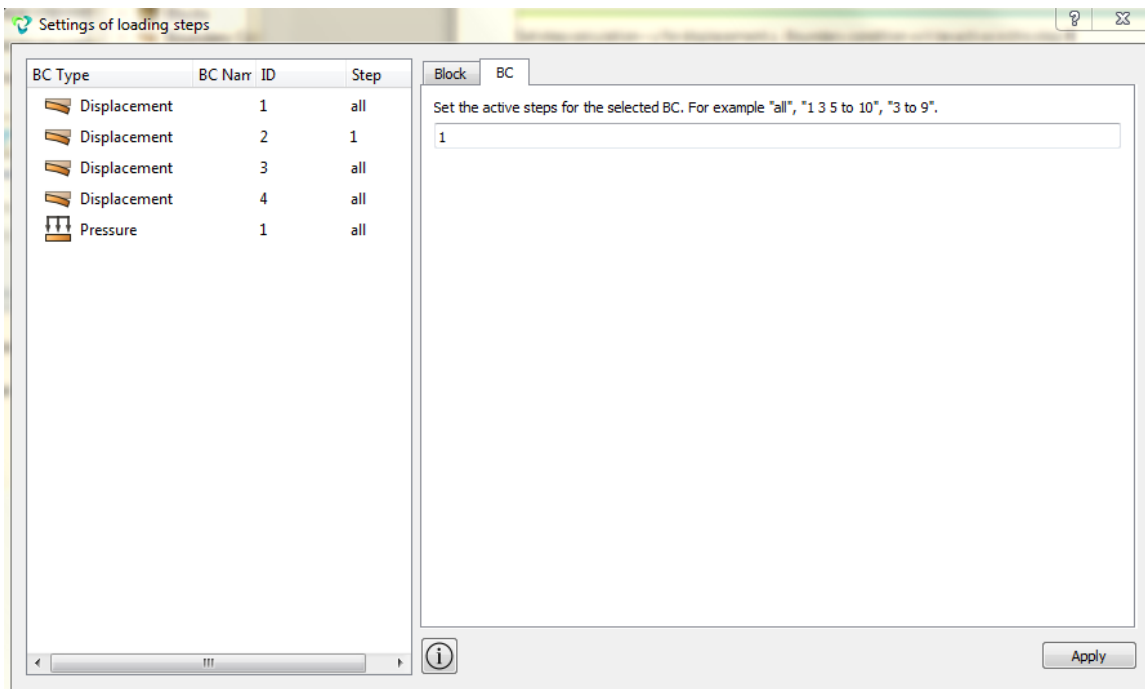 Settings of loading steps
BC Type BC Nam ID Step
Displacement 1 all
Displacement 2 1
Displacement 3 all
Displacement 4 all
Pressure 1 all
Block BC
Set the active steps for the selected BC. For example "all", "1 3 5 to 10", "3 to 9".
1
Apply